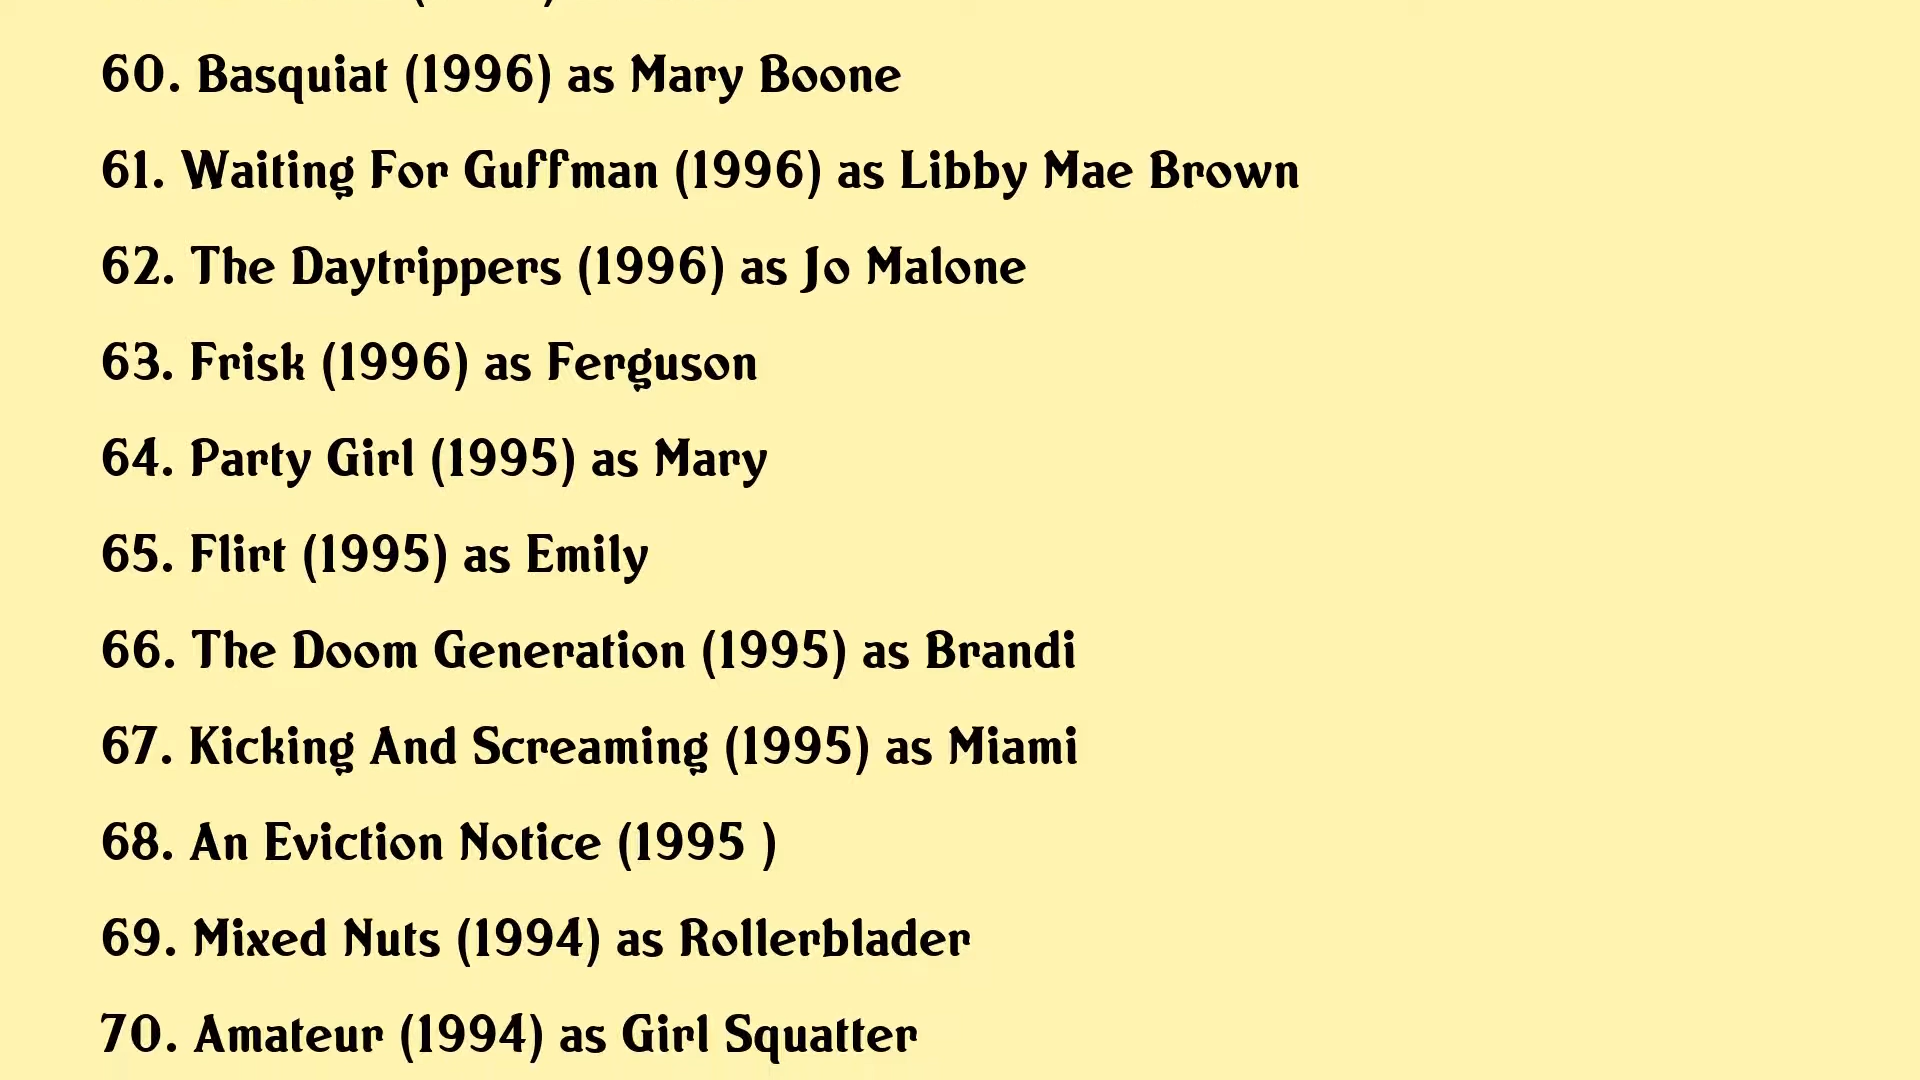 60. Basquiat (1996) as Mary Boone
61. Waiting For Guffman (1996) as Libby Mae Brown
62. The Daytrippers (1996) as Jo Malone
63. Frisk (1996) as Ferguson
64. Party Girl (1995) as Mary
65. Flirt (1995) as Emily
66. The Doom Generation (1995) as Brandi
67. Kicking And Screaming (1995) as Miami
68. An Eviction Notice (1995 )
69. Mixed Nuts (1994) as Rollerblader
70. Amateur (1994) as Girl Squatter